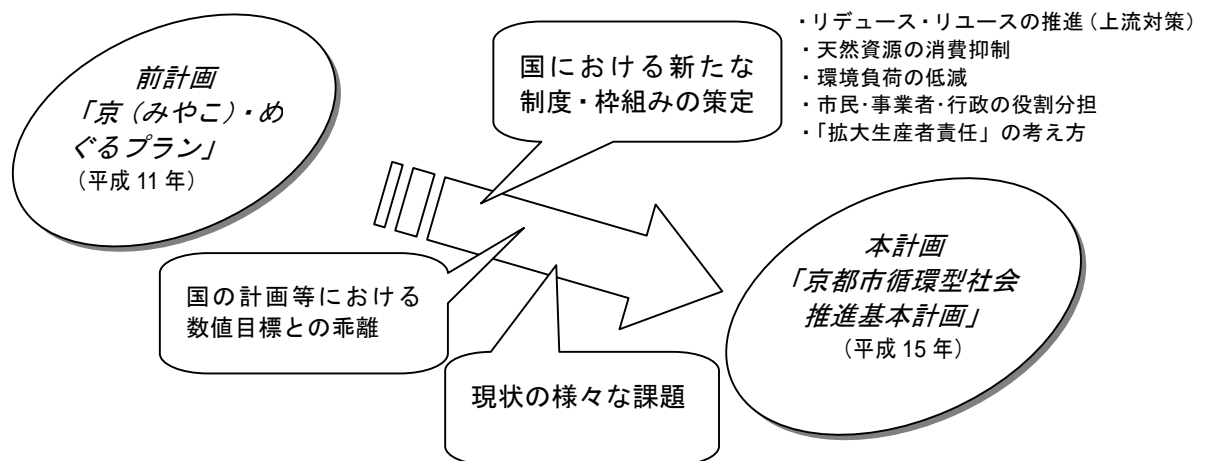 前計画
「京（みやこ）・め
ぐるプラン」
（平成 11 年）
国における新たな
制度・枠組みの策定
・リデュース・リユースの推進（上流対策）
・天然資源の消費抑制
・環境負荷の低減
・市民・事業者・行政の役割分担
・「拡大生産者責任」の考え方
国の計画等における
数値目標との乖離
現状の様々な課題
本計画
「京都市循環型社会
推進基本計画」
（平成 15 年）